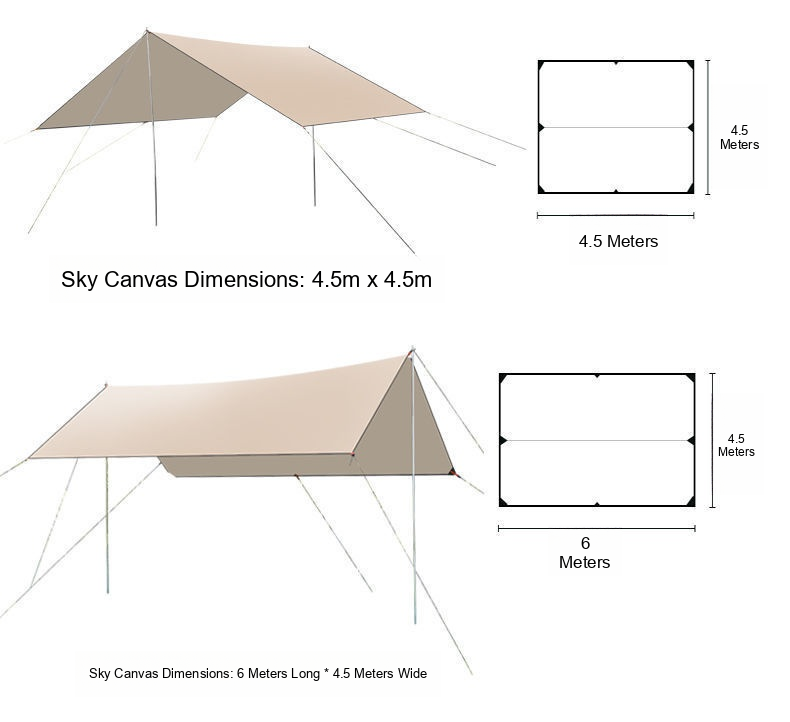 4.5
Meters
4.5 Meters
Sky Canvas Dimensions: 4.5m x 4.5m
4.5
Meters
6
Meters
Sky Canvas Dimensions: 6 Meters Long * 4.5 Meters Wide